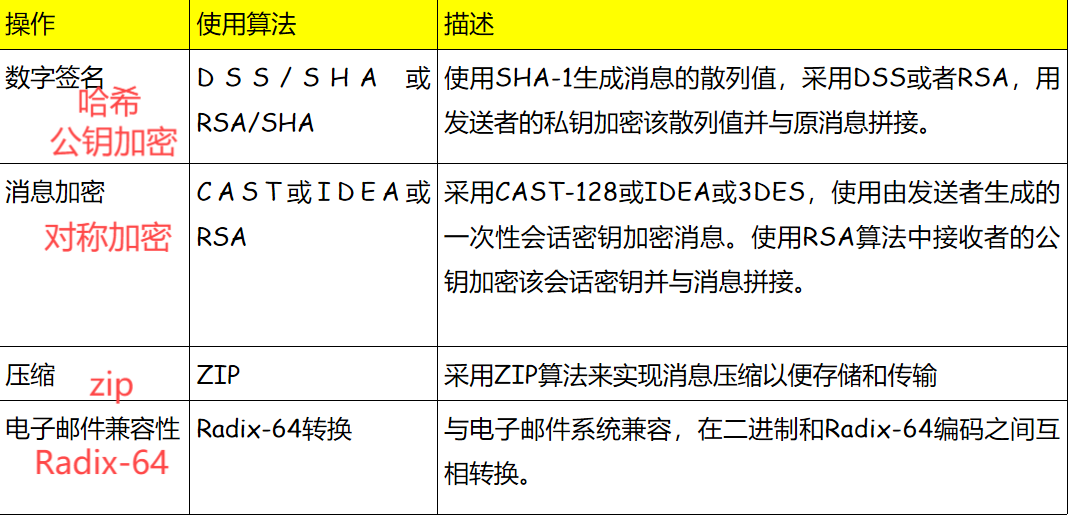 操作 使用算法 描述
数字签名 DSS/SHA 或 使用SHA-1生成消息的散列值，采用DSS或者RSA，用
哈希
RSA/SHA 发送者的私钥加密该散列值并与原消息拼接。
公钥加密
消息加密 CAST或IDEA或 采用CAST-128或IDEA或3DES，使用由发送者生成的
对称加密 RSA 一次性会话密钥加密消息。使用RSA算法中接收者的公
钥加密该会话密钥并与消息拼接。
压缩 zip ZIP 采用ZIP算法来实现消息压缩以便存储和传输
电子邮件兼容性 Radix-64转换 与电子邮件系统兼容，在二进制和Radix-64编码之间互
Radix-64 相转换。